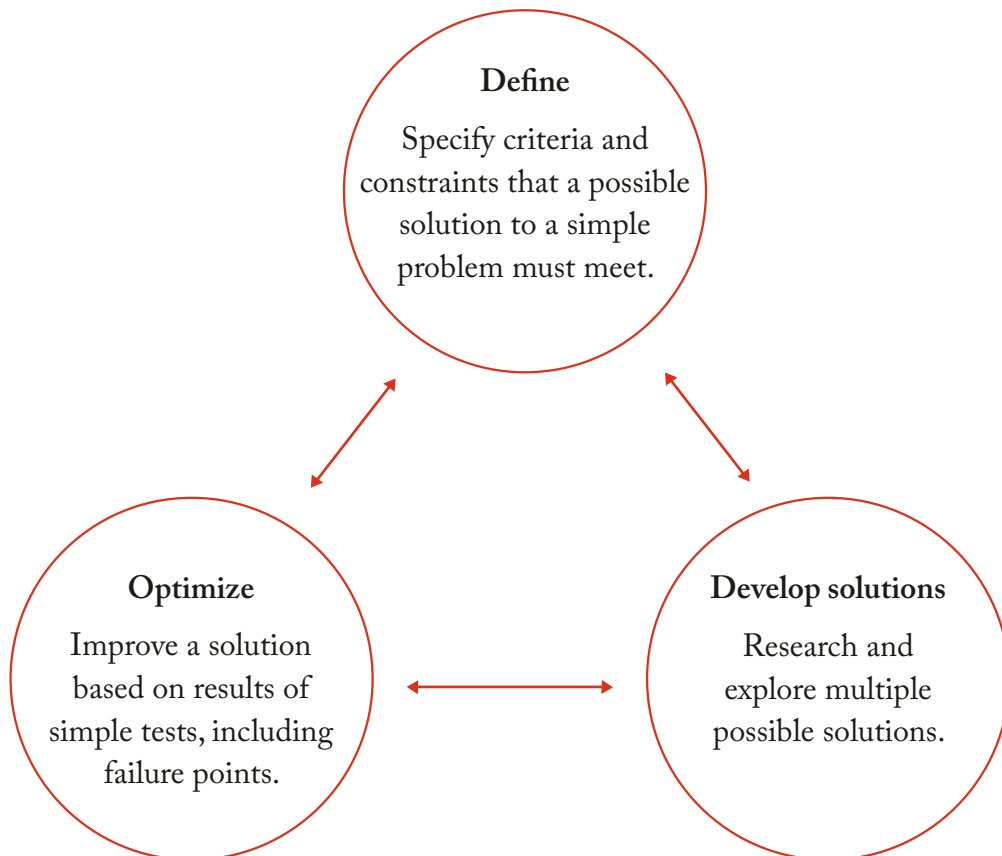 Define
Specify criteria and
constraints that a possible
solution to a simple
problem must meet.
Optimize
Improve a solution
based on results of
simple tests, including
failure points.
Develop solutions
Research and
explore multiple
possible solutions.